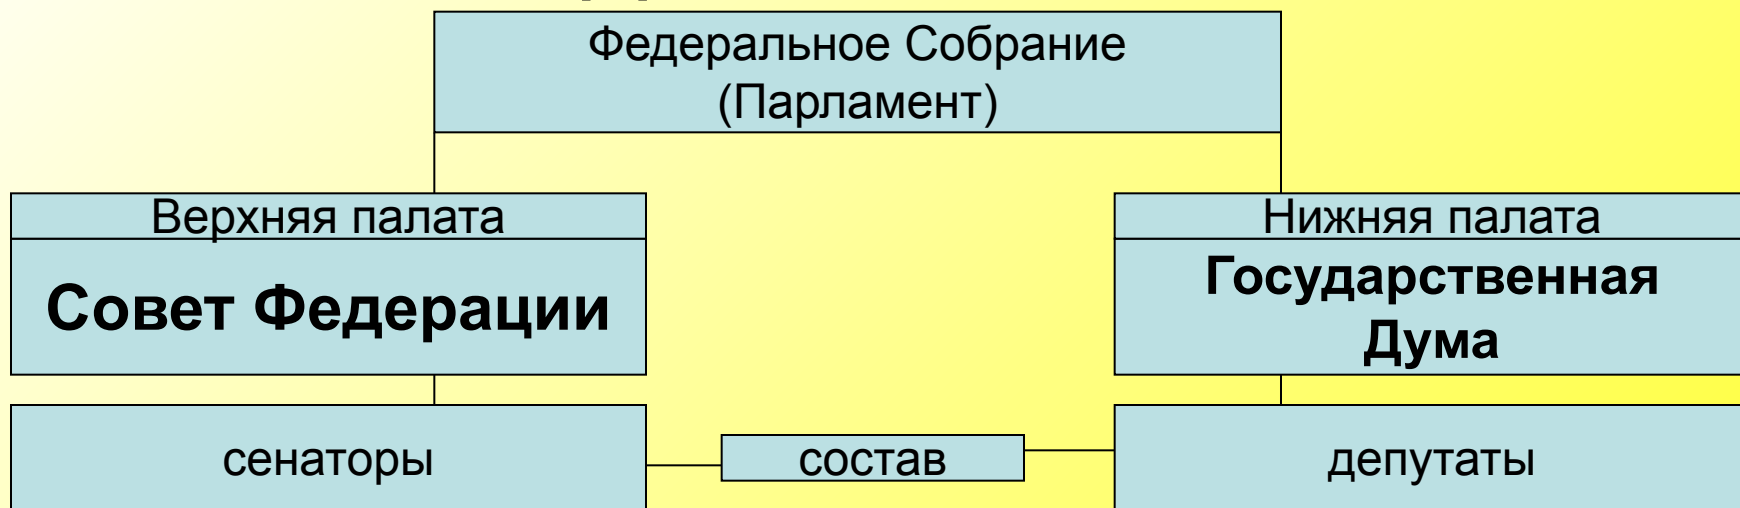 Федеральное Собрание
(Парламент)
Верхняя палата
Нижняя палата
Совет Федерации
Государственная
Дума
сенаторы
состав
депутаты